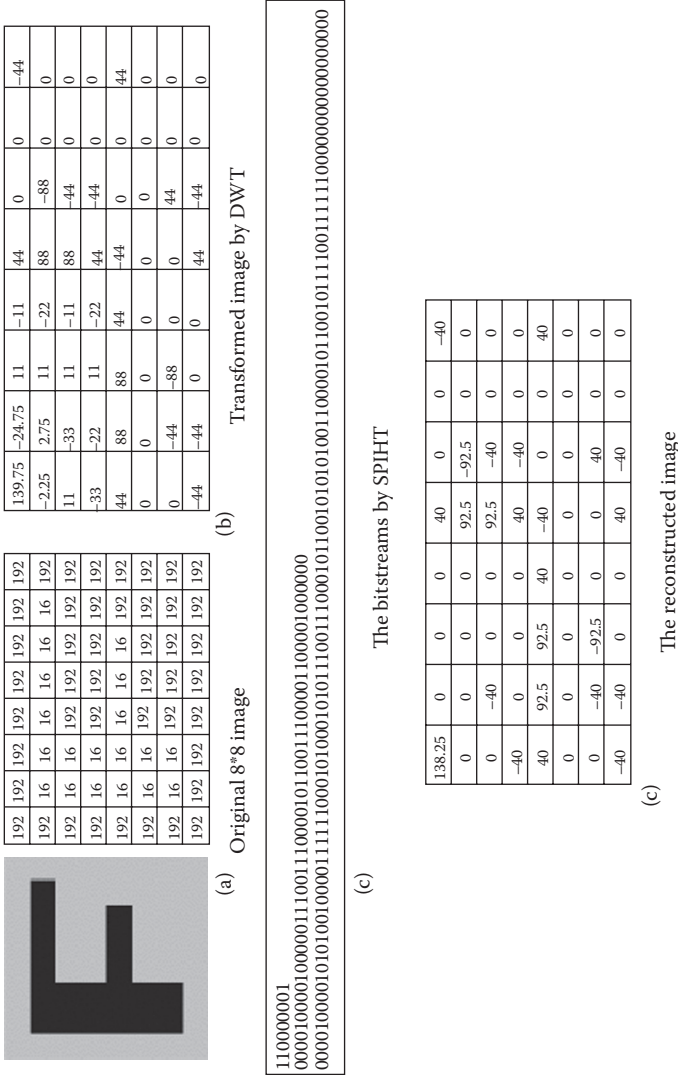 192 192 192 192 192 192 192 192
192 16 16 16 16 16 16 192
192 16 16 192 192 192 192 192
192 16 16 192 192 192 192 192
192 16 16 16 16 16 192 192
192 16 16 192 192 192 192 192
192 16 16 192 192 192 192 192
192 192 192 192 192 192 192 192
(a) Original 8*8 image
139.75 −24.75 11 −11 44 0 0 −44
−2.25 2.75 11 −22 88 −88 0 0
11 −33 11 −11 88 −44 0 0
−33 −22 11 −22 44 −44 0 0
44 88 88 44 −44 0 0 44
0 0 0 0 0 0 0 0
0 −44 −88 0 0 44 0 0
−44 −44 0 0 44 −44 0 0
(b) Transformed image by DWT
110000001
00001000010000011100111000010110011100001100001000000
0000100001010100100001111110001010001010111001110001011001010101001100001011001011110011111100000000000000000000
(c) The bitstreams by SPIHT
138.25 0 0 0 40 0 0 −40
0 0 0 0 92.5 −92.5 0 0
0 −40 0 0 92.5 −40 0 0
−40 0 0 0 40 −40 0 0
40 92.5 92.5 40 −40 0 0 40
0 0 0 0 0 0 0 0
0 −40 −92.5 0 0 40 0 0
−40 −40 0 0 40 −40 0 0
(c) The reconstructed image